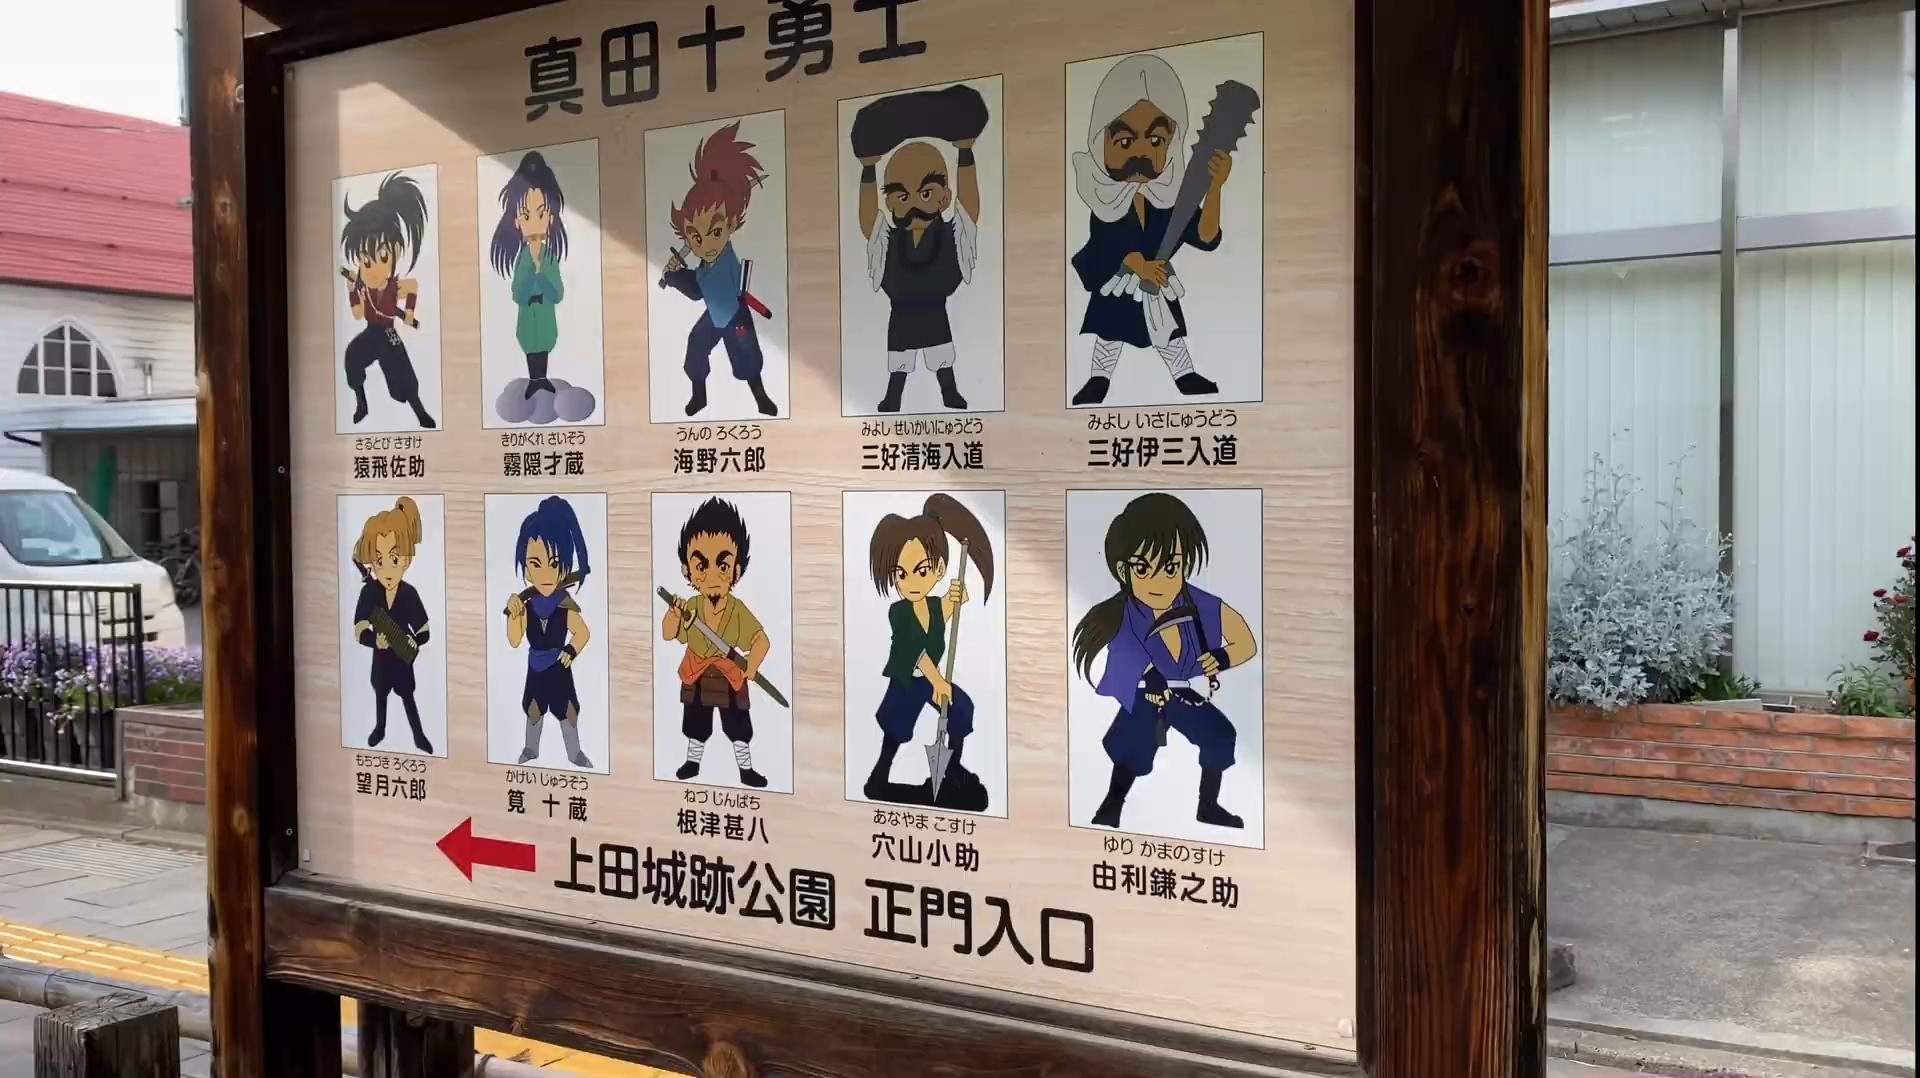 真田十勇士
さるとび さすけ
猿飛佐助
きりがくれ さいぞう
霧隠才蔵
うんの ろくろう
海野六郎
みよし せいかいにゅうどう
三好清海入道
みよし いさにゅうどう
三好伊三入道
もちづき ろくろう
望月六郎
かけい じゅうぞう
筧 十 蔵
ねづ じんぱち
根津甚八
あなやま こすけ
穴山小助
ゆり かまのすけ
由利鎌之助
上田城跡公園 正門入口